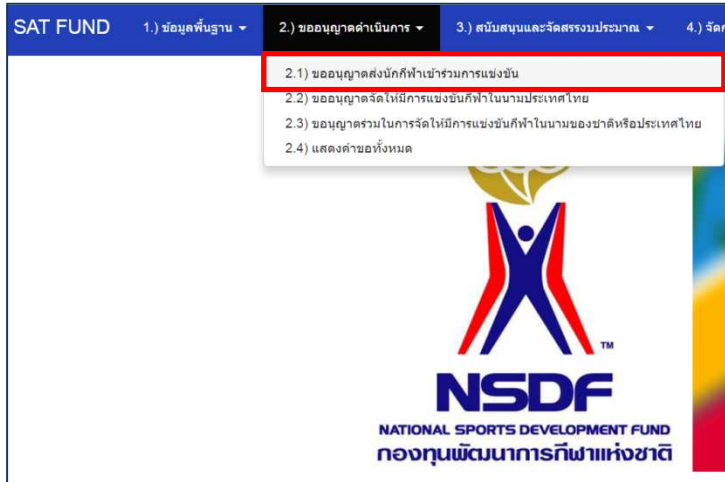 SAT FUND 1.) ข้อมูลพื้นฐาน 2.) ขออนุญาตดำเนินการ 3.) สนับสนุนและจัดสรรงบประมาณ 4.)
2.1) ขออนุญาตส่งนักกีฬาเข้าร่วมการแข่งขัน
2.2) ขออนุญาตจัดให้มีการแข่งขันกีฬาในนามประเทศไทย
2.3) ขอนุญาตร่วมในการจัดให้มีการแข่งขันกีฬาในนามของชาติหรือประเทศไทย
2.4) แสดงคำขอทั้งหมด
TM
NSDF
NATIONAL SPORTS DEVELOPMENT FUND
กองทุนพัฒนาการกีฬาแห่งชาติ